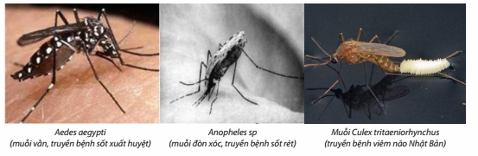 Aedes aegypti
(muỗi vằn, truyền bệnh sốt xuất huyệt)
Anopheles sp
(muỗi đòn xóc, truyền bệnh sốt rét)
Muỗi Culex tritaeniorhynchus
(truyền bệnh viêm não Nhật Bản)